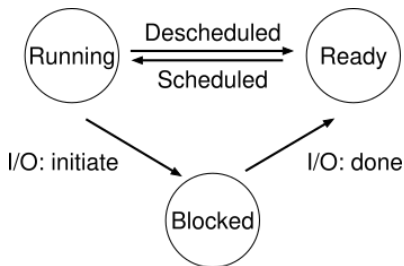 Descheduled
Running
Ready
Scheduled
I/O: initiate
I/O: done
Blocked